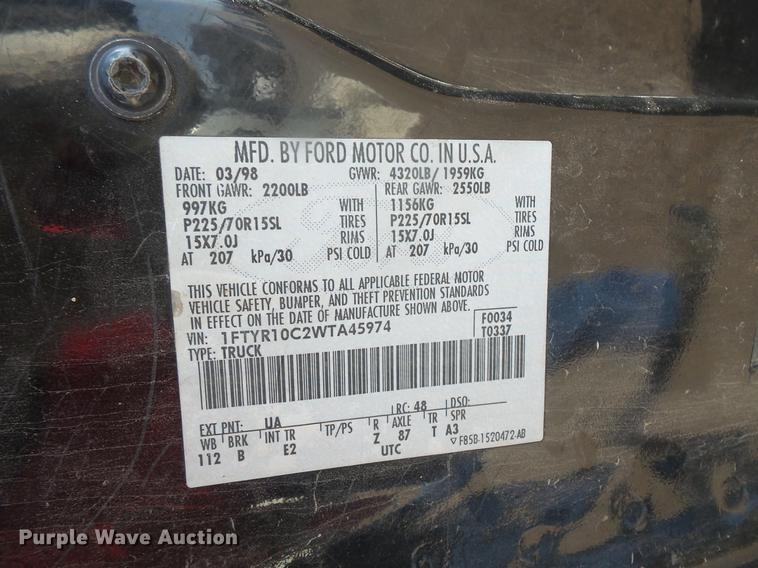 MFD. BY FORD MOTOR CO. IN U.S.A.
DATE: 03/98 GVWR: 4320LB/ 1959KG
FRONT GAWR: 2200LB REAR GAWR: 2550LB
997KG WITH 1156KG WITH
P225/70R15SL TIRES P225/70R15SL TIRES
15X7.0J RIMS 15X7.0J RIMS
AT 207 kPa/30 PSI COLD AT 207 kPa/30 PSI COLD
THIS VEHICLE CONFORMS TO ALL APPLICABLE FEDERAL MOTOR
VEHICLE SAFETY, BUMPER, AND THEFT PREVENTION STANDARDS
IN EFFECT ON THE DATE OF MANUFACTURE SHOWN ABOVE.
VIN: 1FTYR10C2WTA45974 F0034
TYPE: TRUCK T0337
EXT PNT: UA RC: 48 DSO:
WB BRK INT TR TP/PS R AXLE TR SPR
112 B E2 Z 87 T A3
UTC ▽ F85B-1520472-AB
Purple Wave Auction